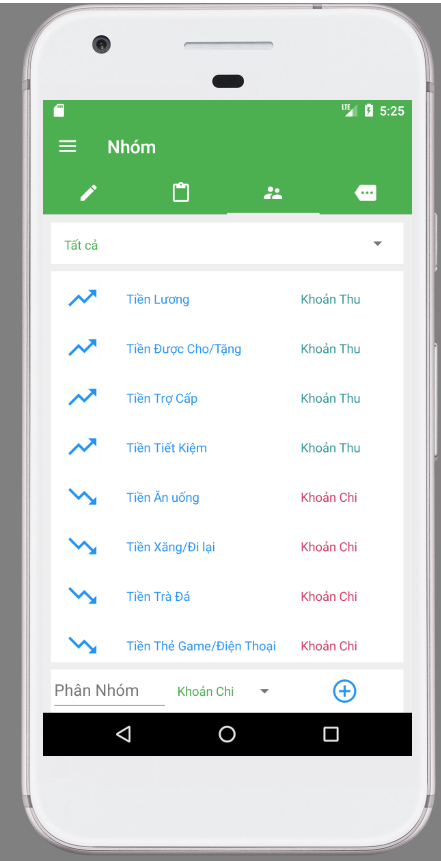 LTE 5:25
Nhóm
Tất cả
Tiền Lương Khoản Thu
Tiền Được Cho/Tặng Khoản Thu
Tiền Trợ Cấp Khoản Thu
Tiền Tiết Kiệm Khoản Thu
Tiền Ăn uống Khoản Chi
Tiền Xăng/Đi lại Khoản Chi
Tiền Trà Đá Khoản Chi
Tiền Thẻ Game/Điện Thoại Khoản Chi
Phân Nhóm Khoản Chi